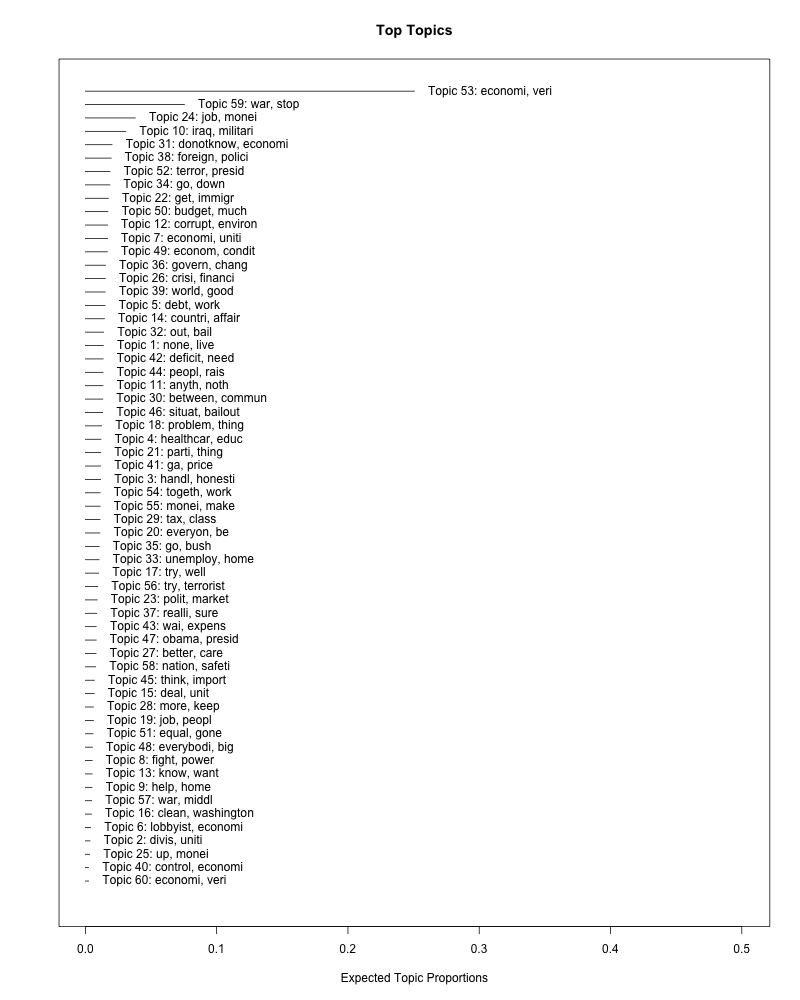 Top Topics
Topic 53: economi, veri
Topic 59: war, stop
Topic 24: job, monei
Topic 10: iraq, militari
Topic 31: donotknow, economi
Topic 38: foreign, polici
Topic 52: terror, presid
Topic 34: go, down
Topic 22: get, immigr
Topic 50: budget, much
Topic 12: corrupt, environ
Topic 7: economi, uniti
Topic 49: econom, condit
Topic 36: govern, chang
Topic 26: crisi, financi
Topic 39: world, good
Topic 5: debt, work
Topic 14: countri, affair
Topic 32: out, bail
Topic 1: none, live
Topic 42: deficit, need
Topic 44: peopl, rais
Topic 11: anyth, noth
Topic 30: between, commun
Topic 46: situat, bailout
Topic 18: problem, thing
Topic 4: healthcar, educ
Topic 21: parti, thing
Topic 41: ga, price
Topic 3: handl, honesti
Topic 54: togeth, work
Topic 55: monei, make
Topic 29: tax, class
Topic 20: everyon, be
Topic 35: go, bush
Topic 33: unemploy, home
Topic 17: try, well
Topic 56: try, terrorist
Topic 23: polit, market
Topic 37: realli, sure
Topic 43: wai, expens
Topic 47: obama, presid
Topic 27: better, care
Topic 58: nation, safeti
Topic 45: think, import
Topic 15: deal, unit
Topic 28: more, keep
Topic 19: job, peopl
Topic 51: equal, gone
Topic 48: everybodi, big
Topic 8: fight, power
Topic 13: know, want
Topic 9: help, home
Topic 57: war, middl
Topic 16: clean, washington
Topic 6: lobbyist, economi
Topic 2: divis, uniti
Topic 25: up, monei
Topic 40: control, economi
Topic 60: economi, veri
0.0 0.1 0.2 0.3 0.4 0.5
Expected Topic Proportions